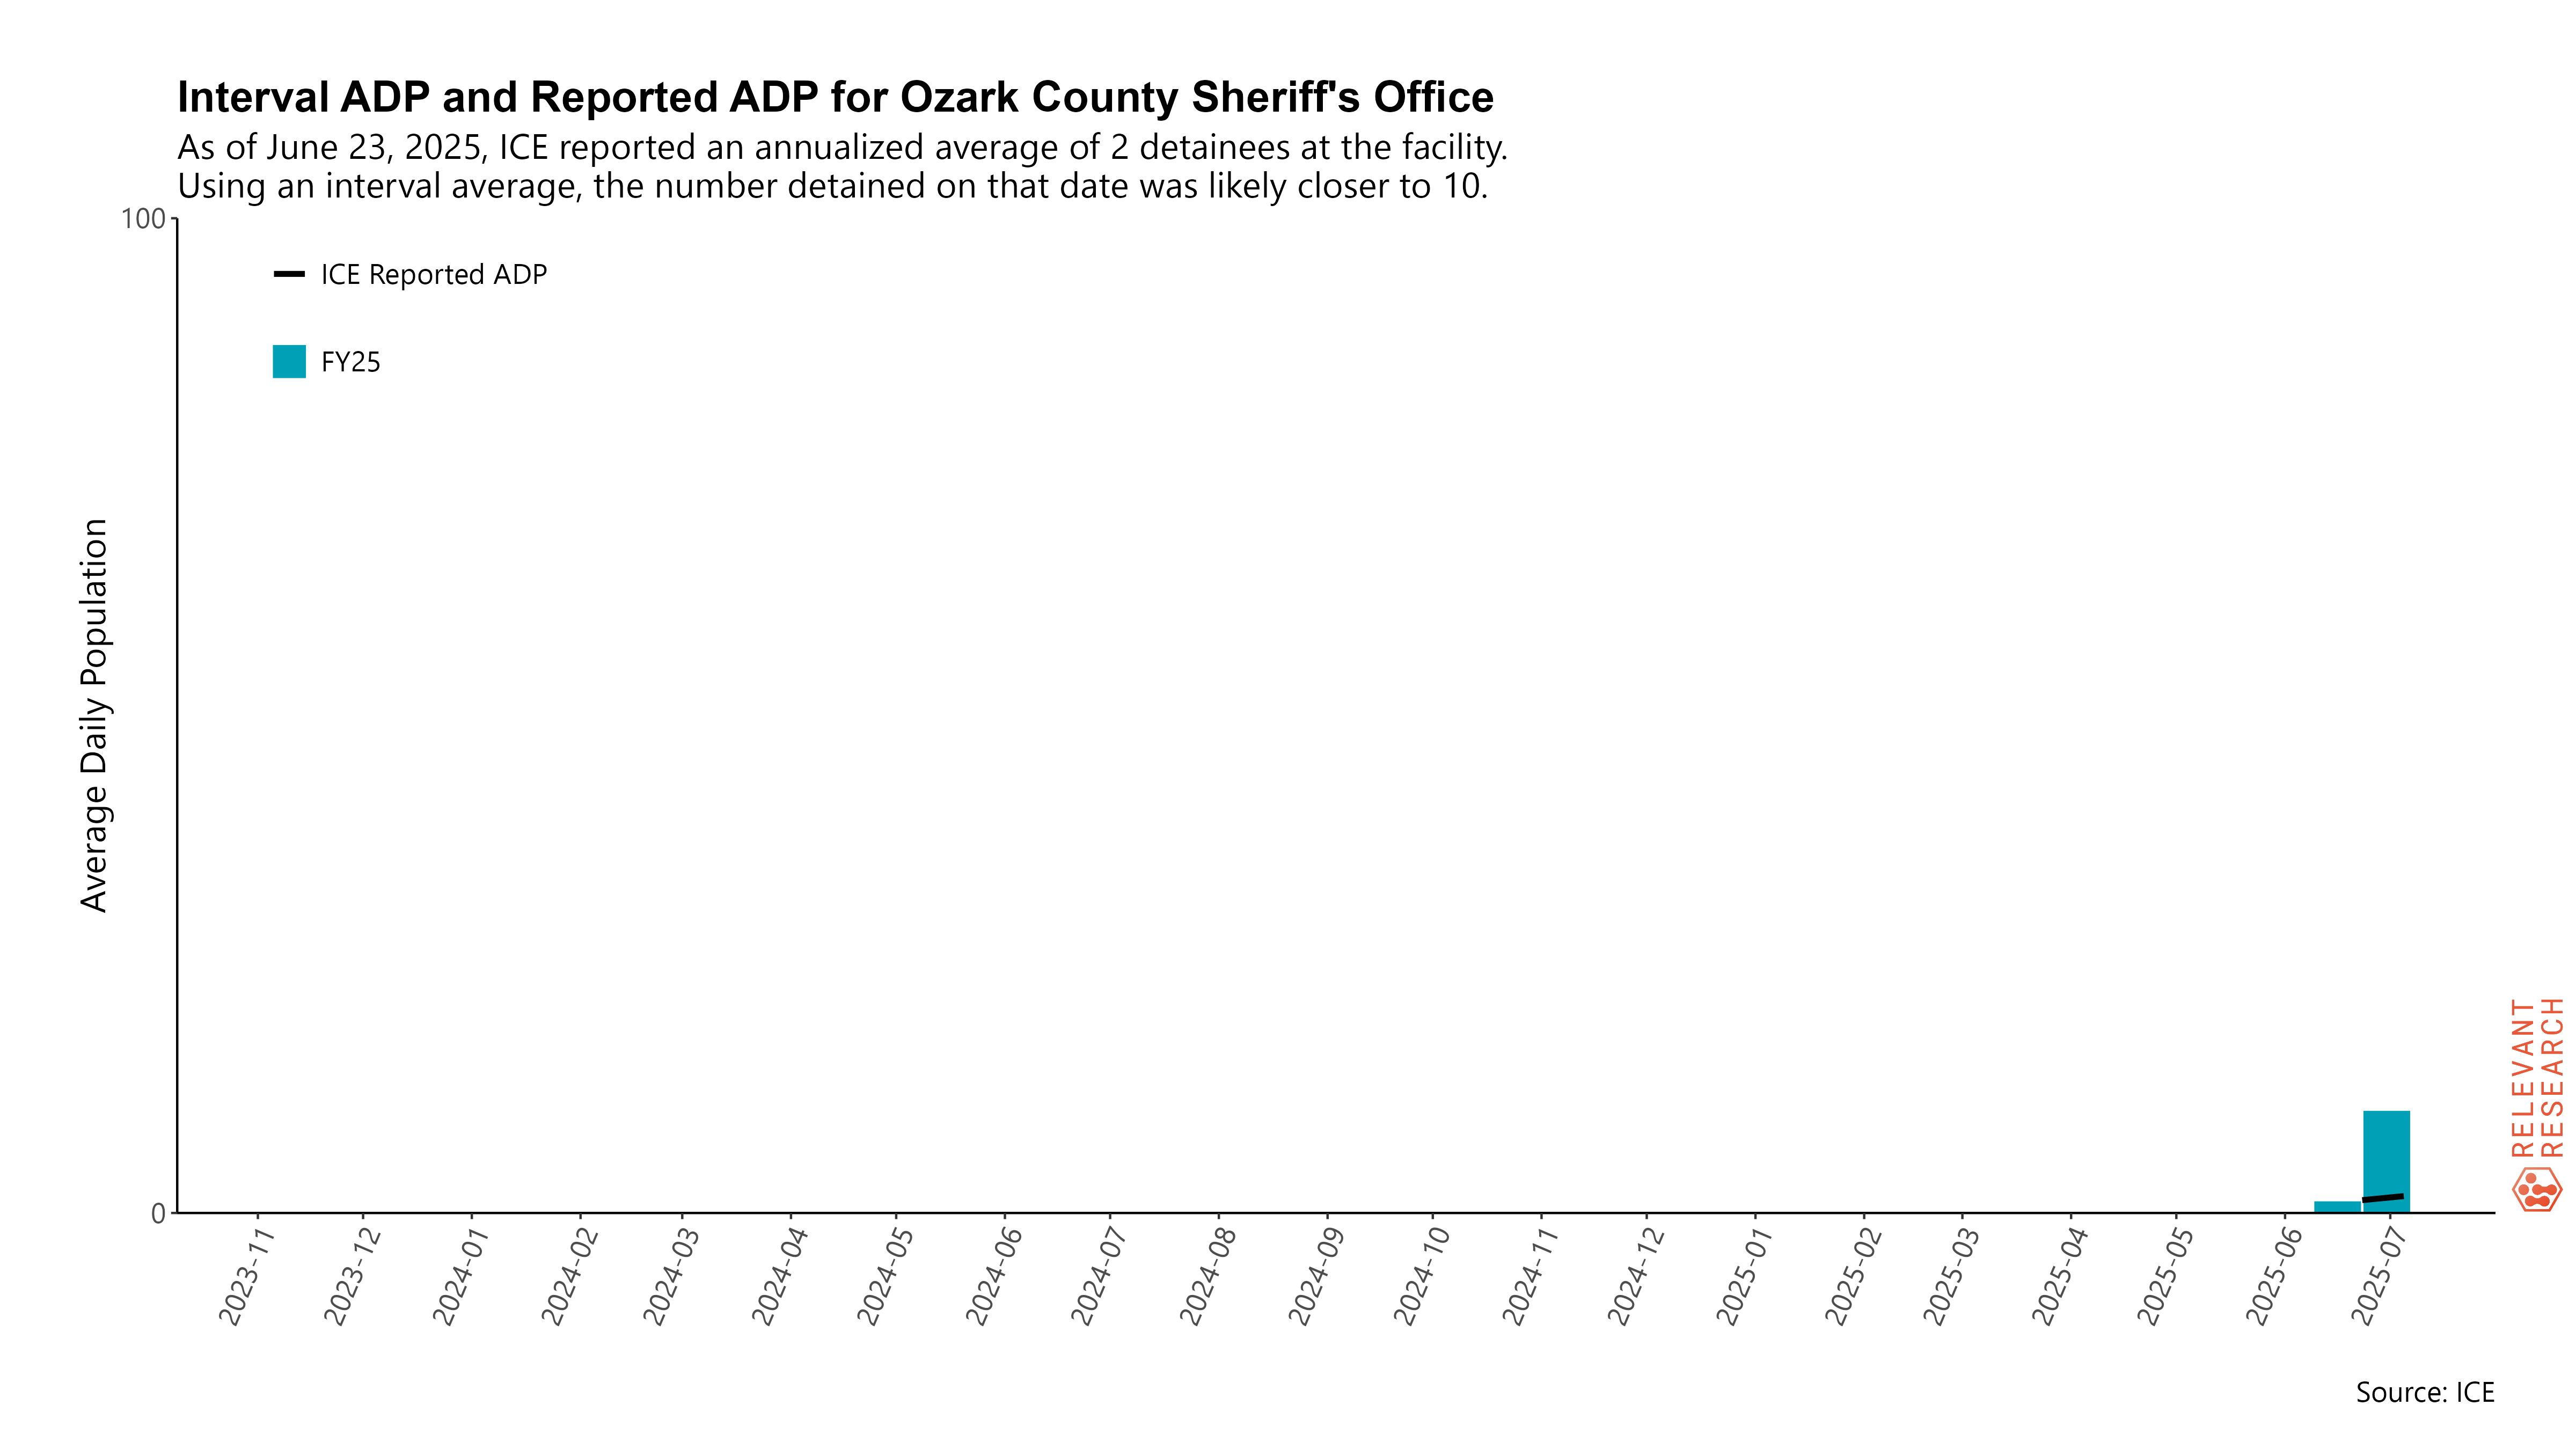 Interval ADP and Reported ADP for Ozark County Sheriff's Office
As of June 23, 2025, ICE reported an annualized average of 2 detainees at the facility.
Using an interval average, the number detained on that date was likely closer to 10.
100
ICE Reported ADP
FY25
Average Daily Population
0
2023-11
2023-12
2024-01
2024-02
2024-03
2024-04
2024-05
2024-06
2024-07
2024-08
2024-09
2024-10
2024-11
2024-12
2025-01
2025-02
2025-03
2025-04
2025-05
2025-06
2025-07
RELEVANT
RESEARCH
Source: ICE